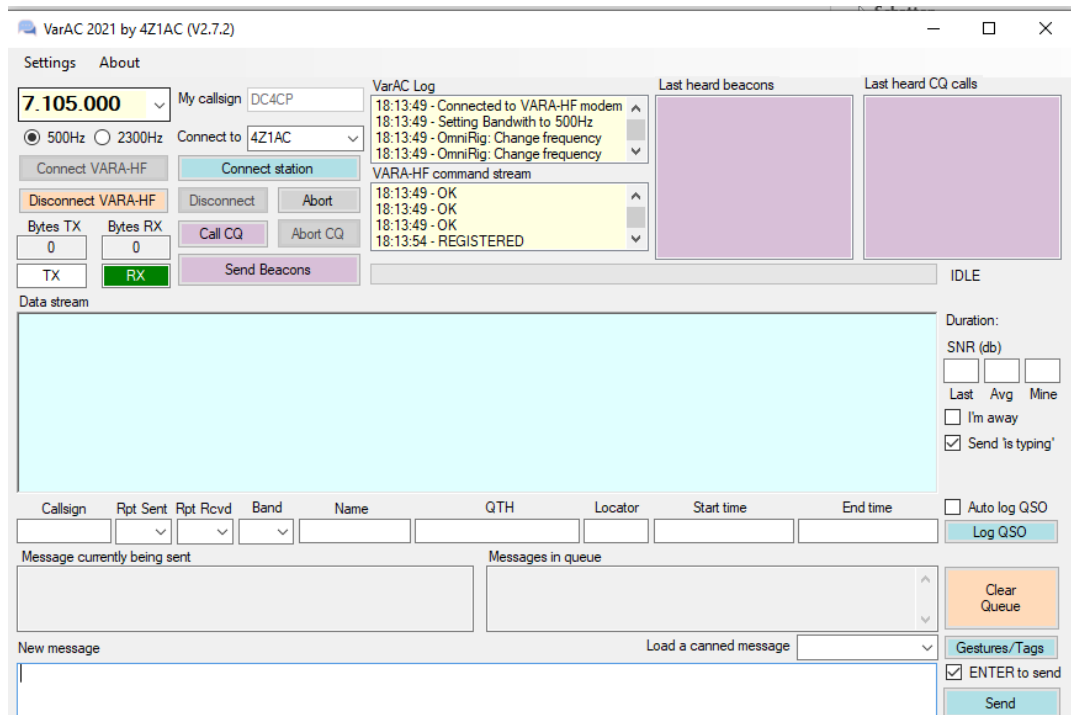 VarAC 2021 by 4Z1AC (V2.7.2)
Settings About
7.105.000
My callsign DC4CP
500Hz 2300Hz
Connect to 4Z1AC
Connect VARA-HF
Connect station
Disconnect VARA-HF
Disconnect
Abort
Bytes TX
Bytes RX
Call CQ
Abort CQ
0
0
TX
RX
Send Beacons
VarAC Log
18:13:49 - Connected to VARA-HF modem
18:13:49 - Setting Bandwith to 500Hz
18:13:49 - OmniRig: Change frequency
18:13:49 - OmniRig: Change frequency
VARA-HF command stream
18:13:49 - OK
18:13:49 - OK
18:13:49 - OK
18:13:54 - REGISTERED
Last heard beacons
Last heard CQ calls
IDLE
Data stream
Duration:
SNR (db)
Last Avg Mine
I'm away
Send 'is typing'
Callsign Rpt Sent Rpt Rcvd Band Name QTH Locator Start time End time
Auto log QSO
Log QSO
Message currently being sent
Messages in queue
Clear
Queue
New message
Load a canned message
Gestures/Tags
ENTER to send
Send